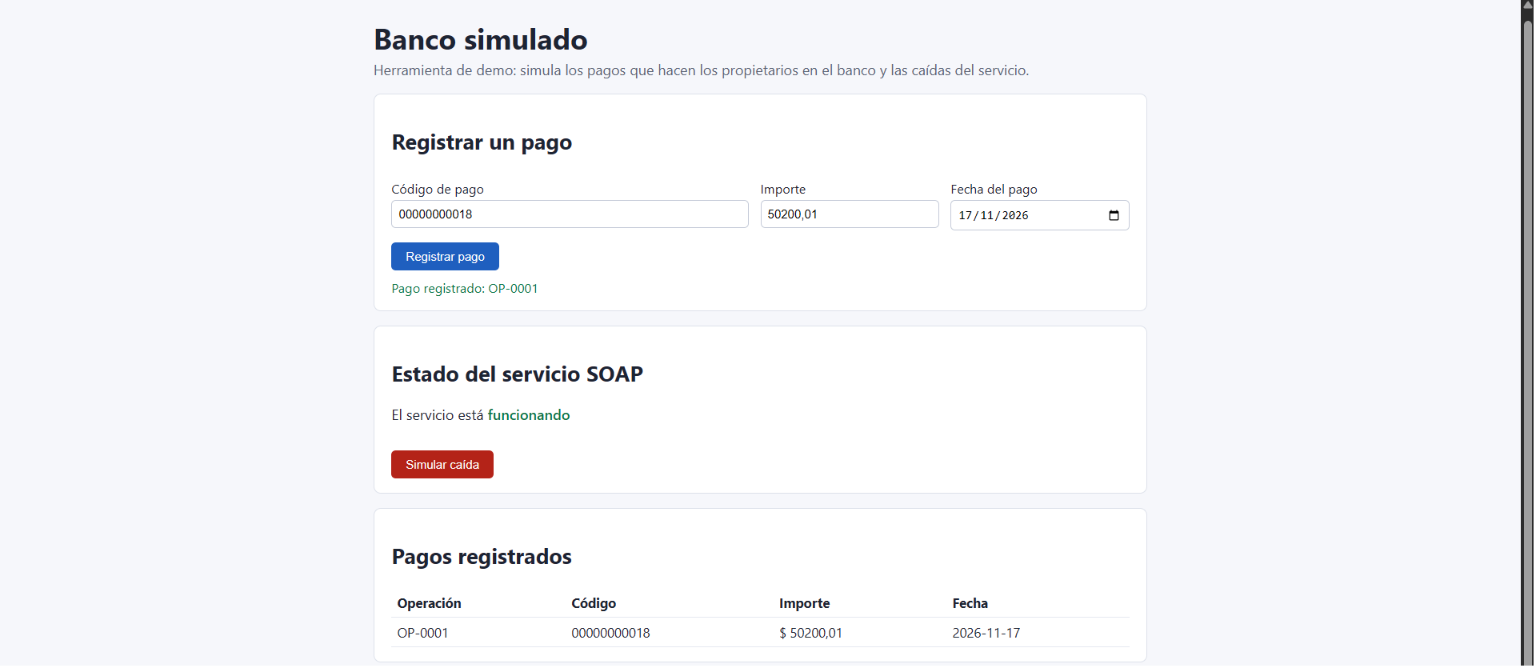 Banco simulado
Herramienta de demo: simula los pagos que hacen los propietarios en el banco y las caídas del servicio.
Registrar un pago
Código de pago Importe Fecha del pago
00000000018 50200,01 17/11/2026
Registrar pago
Pago registrado: OP-0001
Estado del servicio SOAP
El servicio está funcionando
Simular caída
Pagos registrados
Operación Código Importe Fecha
OP-0001 00000000018 $ 50200,01 2026-11-17